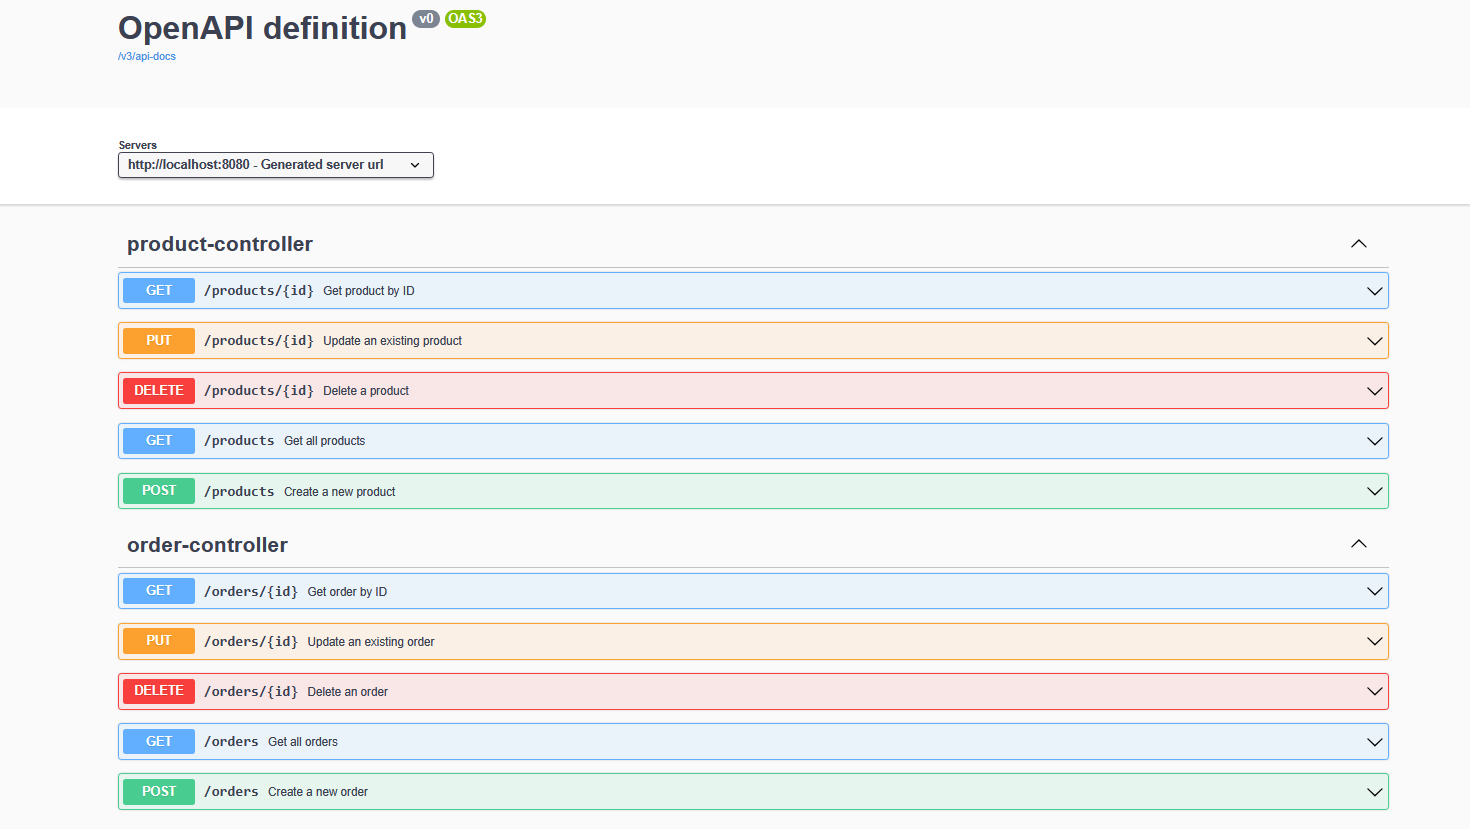 OpenAPI definition v0 OAS3
/v3/api-docs
Servers
http://localhost:8080 - Generated server url
product-controller
GET /products/{id} Get product by ID
PUT /products/{id} Update an existing product
DELETE /products/{id} Delete a product
GET /products Get all products
POST /products Create a new product
order-controller
GET /orders/{id} Get order by ID
PUT /orders/{id} Update an existing order
DELETE /orders/{id} Delete an order
GET /orders Get all orders
POST /orders Create a new order